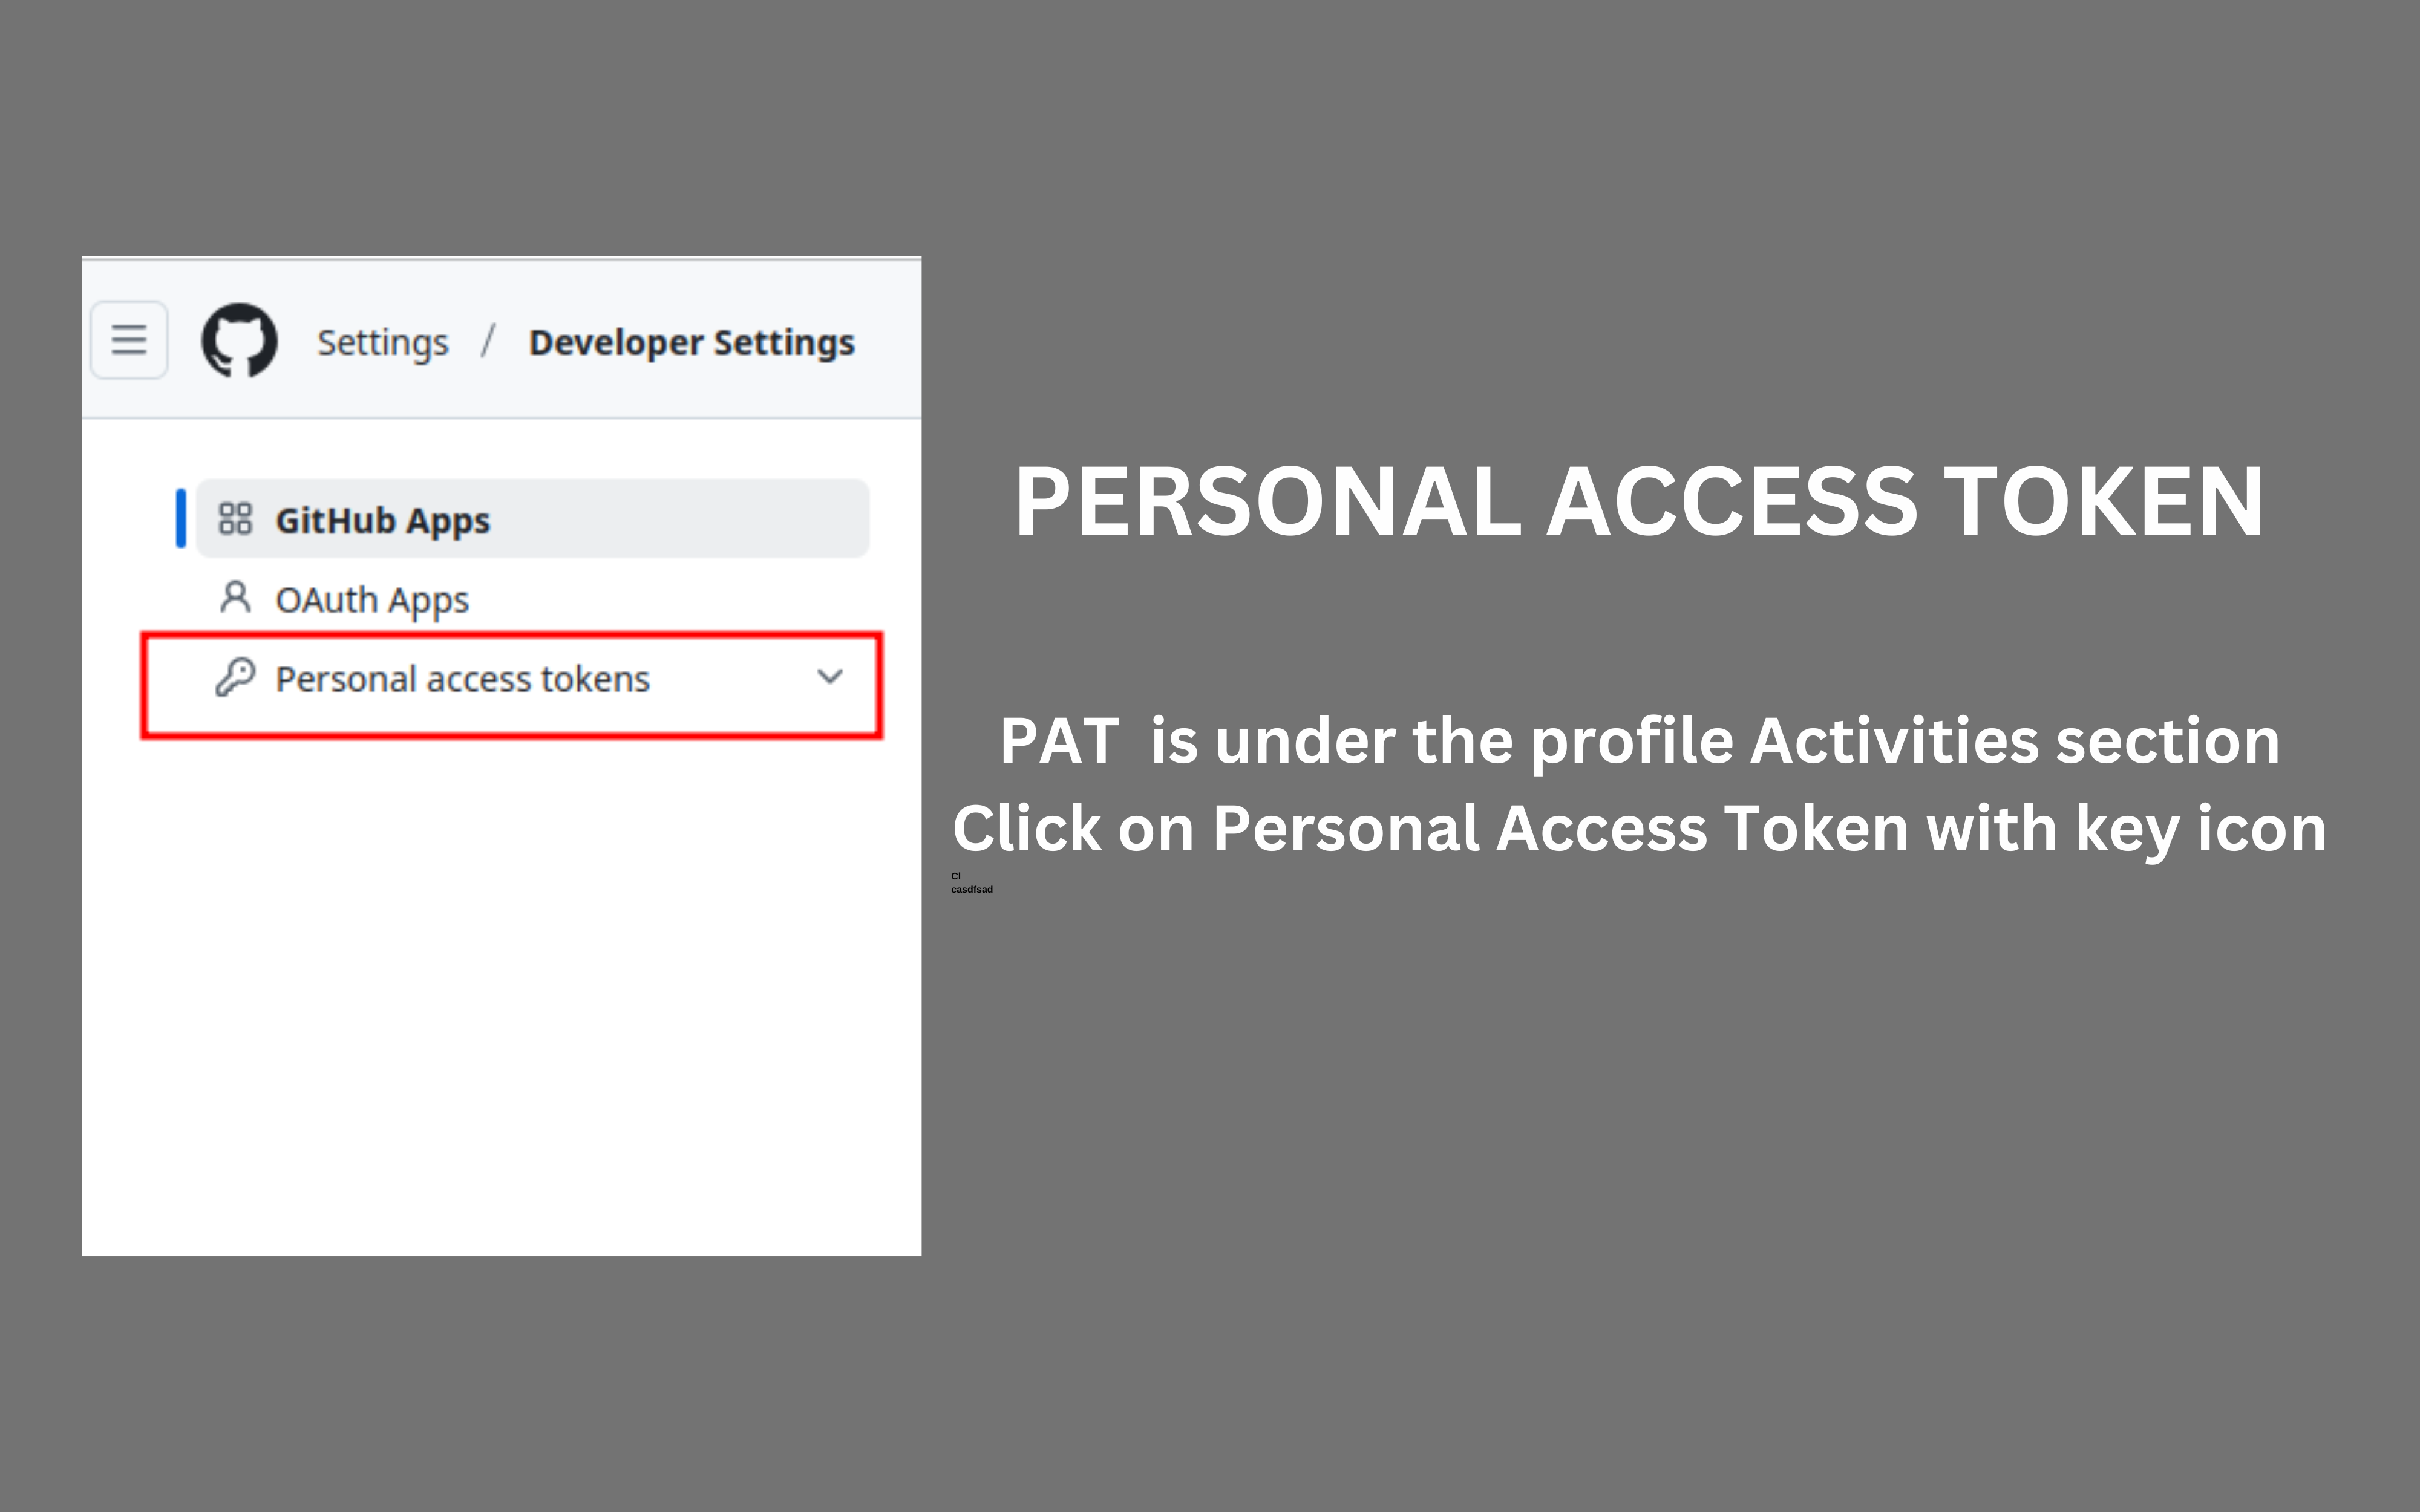 Settings / Developer Settings
GitHub Apps
OAuth Apps
Personal access tokens
PERSONAL ACCESS TOKEN
PAT is under the profile Activities section
Click on Personal Access Token with key icon
Cl
casdfsad